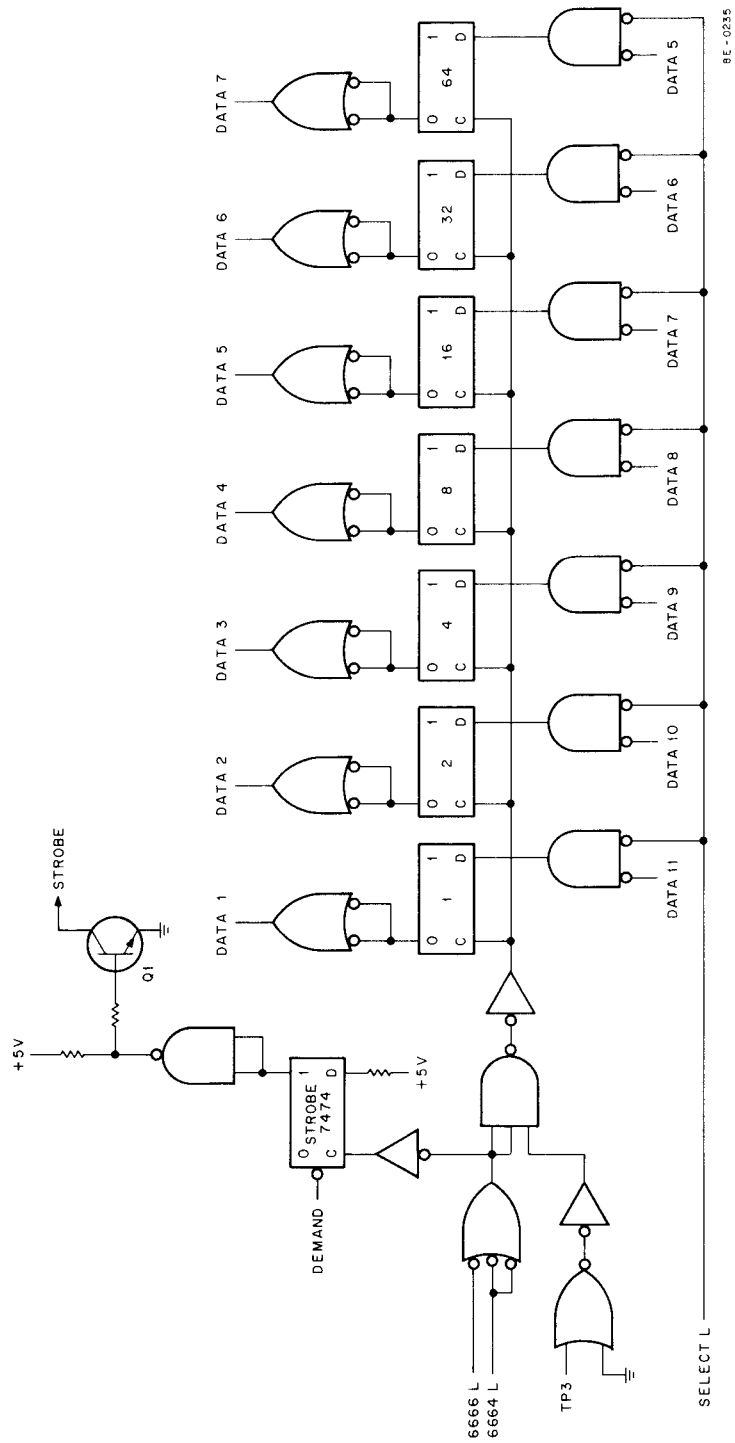 +5V
STROBE
Q1
DATA 1
DATA 2
DATA 3
DATA 4
DATA 5
DATA 6
DATA 7
DEMAND
0 1
STROBE
7474
C D
+5V
0 1
1
C D
0 1
2
C D
0 1
4
C D
0 1
8
C D
0 1
16
C D
0 1
32
C D
0 1
64
C D
6666 L
6664 L
TP3
DATA 11
DATA 10
DATA 9
DATA 8
DATA 7
DATA 6
DATA 5
SELECT L
8E-0235